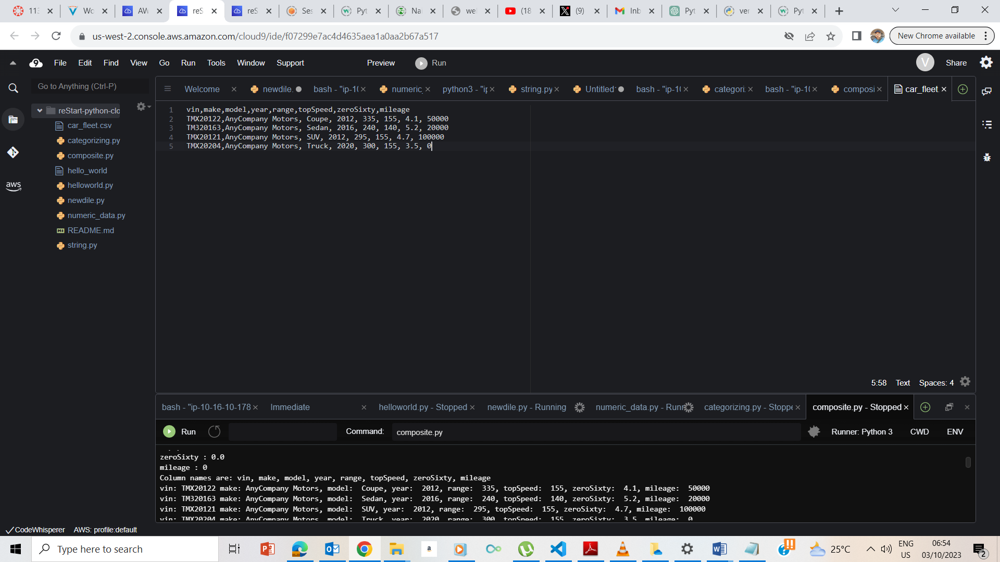 113
Wo
AW
reS
reS
Ses
Pyt
Nar
wel
(18
(9)
Inb
Pyt
ver
Pyt
us-west-2.console.aws.amazon.com/cloud9/ide/f07299e7ac4d4635aea1a0aa2b67a517
New Chrome available
9 File Edit Find View Go Run Tools Window Support Preview Run V Share
Go to Anything (Ctrl-P)
Welcome newdile. bash - "ip-10 numeric_ python3 - "ip string.py Untitled bash - "ip-10 categori. bash - "ip-10 composi car_fleet.
reStart-python-clo
car_fleet.csv
categorizing.py
composite.py
hello_world
helloworld.py
newdile.py
numeric_data.py
README.md
string.py
aws
1 vin,make,model,year,range,topSpeed,zeroSixty,mileage
2 TMX20122,AnyCompany Motors, Coupe, 2012, 335, 155, 4.1, 50000
3 TM320163,AnyCompany Motors, Sedan, 2016, 240, 140, 5.2, 20000
4 TMX20121,AnyCompany Motors, SUV, 2012, 295, 155, 4.7, 100000
5 TMX20204,AnyCompany Motors, Truck, 2020, 300, 155, 3.5, 0
5:58 Text Spaces: 4
bash - "ip-10-16-10-178 Immediate helloworld.py - Stopped newdile.py - Running numeric_data.py - Runn categorizing.py - Stoppe composite.py - Stopped
Run Command: composite.py Runner: Python 3 CWD ENV
zeroSixty : 0.0
mileage : 0
Column names are: vin, make, model, year, range, topSpeed, zeroSixty, mileage
vin: TMX20122 make: AnyCompany Motors, model:  Coupe, year:  2012, range:  335, topSpeed:  155, zeroSixty:  4.1, mileage:  50000
vin: TM320163 make: AnyCompany Motors, model:  Sedan, year:  2016, range:  240, topSpeed:  140, zeroSixty:  5.2, mileage:  20000
vin: TMX20121 make: AnyCompany Motors, model:  SUV, year:  2012, range:  295, topSpeed:  155, zeroSixty:  4.7, mileage:  100000
vin: TMX20204 make: AnyCompany Motors, model:  Truck, year:  2020, range:  300, topSpeed:  155, zeroSixty:  3.5, mileage:  0
CodeWhisperer AWS: profile:default
Type here to search
25°C
ENG
US
06:54
03/10/2023
2